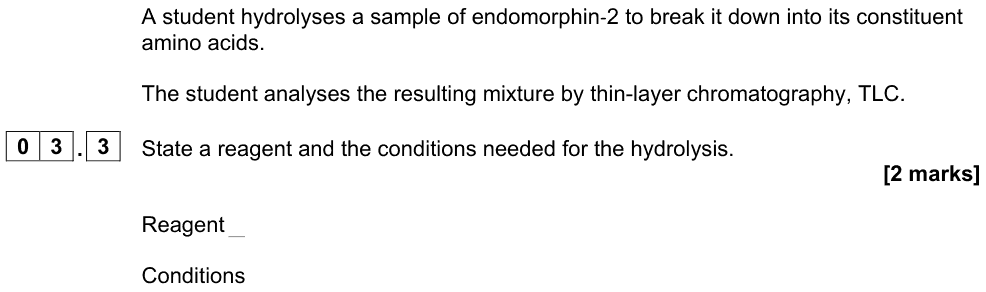 A student hydrolyses a sample of endomorphin-2 to break it down into its constituent
amino acids.
The student analyses the resulting mixture by thin-layer chromatography, TLC.
0 3 . 3 State a reagent and the conditions needed for the hydrolysis.
[2 marks]
Reagent _
Conditions